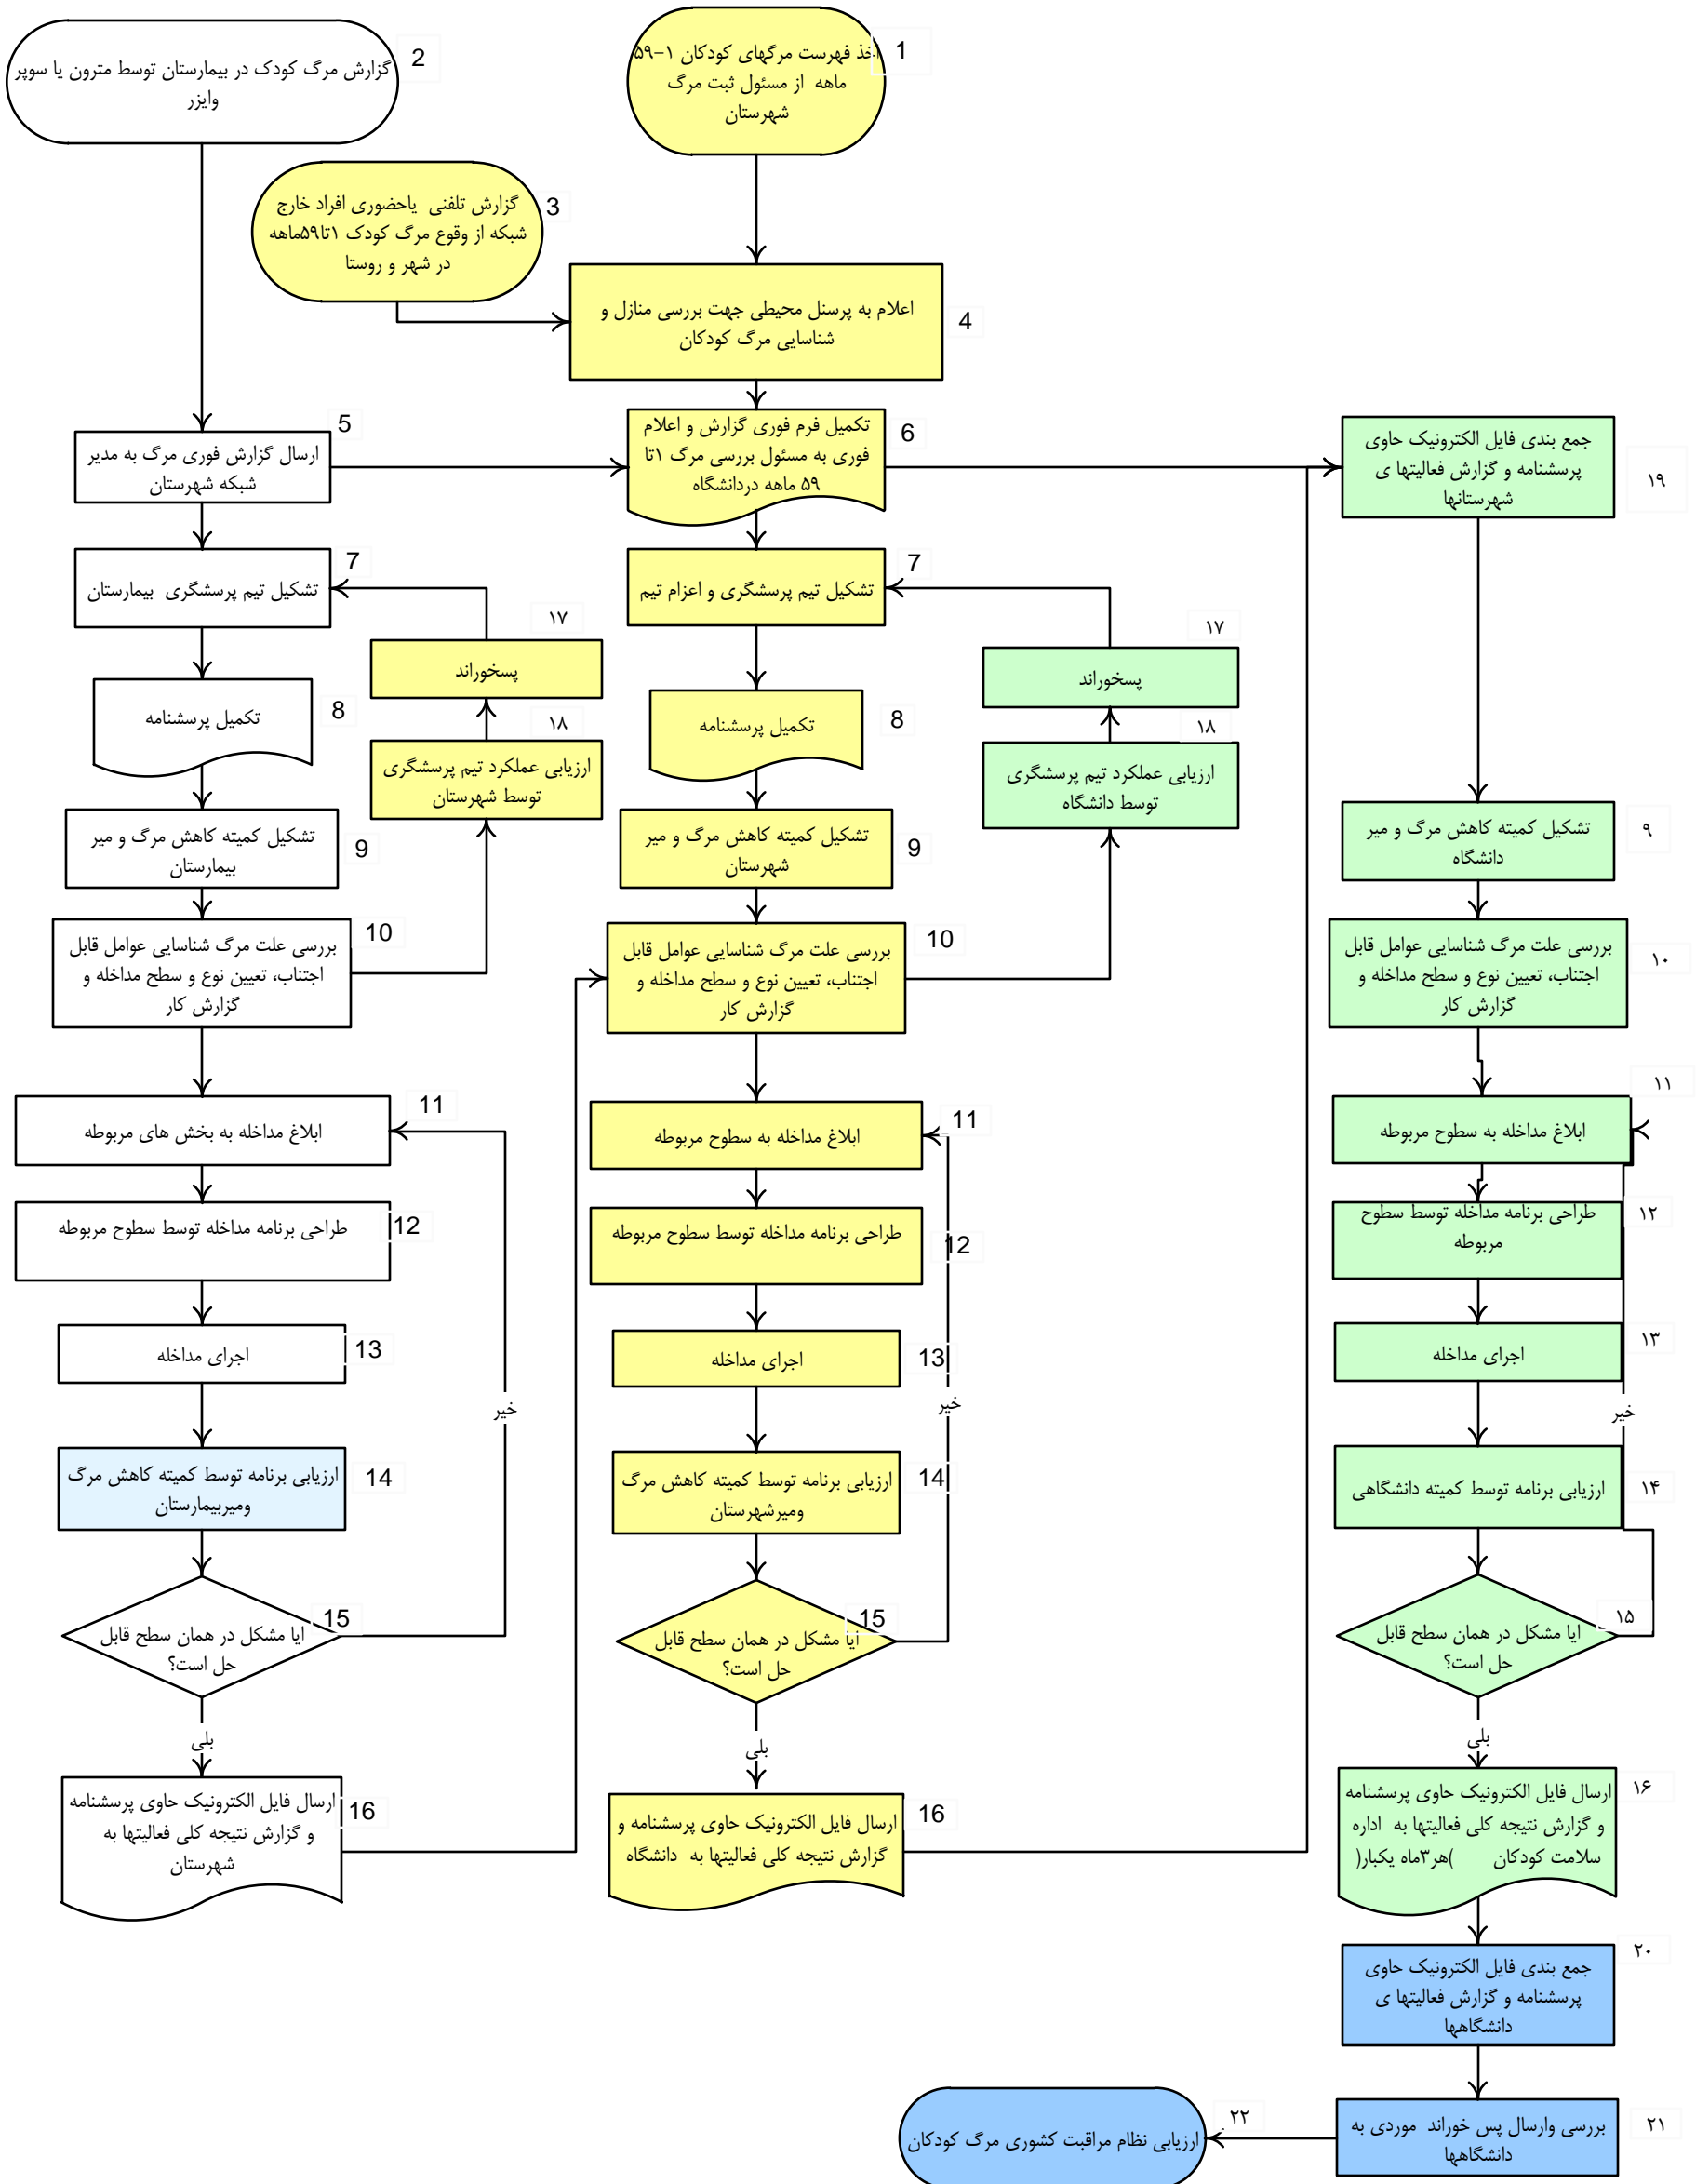 2
گزارش مرگ کودک در بیمارستان توسط مترون یا سوپر
وایزر
1
اخذ فهرست مرگهای کودکان ۱-۵۹
ماهه از مسئول ثبت مرگ
شهرستان
3
گزارش تلفنی یاحضوری افراد خارج
شبکه از وقوع مرگ کودک ۱تا۵۹ماهه
در شهر و روستا
4
اعلام به پرسنل محیطی جهت بررسی منازل و
شناسایی مرگ کودکان
5
ارسال گزارش فوری مرگ به مدیر
شبکه شهرستان
6
تکمیل فرم فوری گزارش و اعلام
فوری به مسئول بررسی مرگ ۱تا
۵۹ ماهه دردانشگاه
۱۹
جمع بندی فایل الکترونیک حاوی
پرسشنامه و گزارش فعالیتها ی
شهرستانها
7
تشکیل تیم پرسشگری بیمارستان
۱۷
پسخوراند
۱۸
ارزیابی عملکرد تیم پرسشگری
توسط شهرستان
7
تشکیل تیم پرسشگری و اعزام تیم
۱۷
پسخوراند
۱۸
ارزیابی عملکرد تیم پرسشگری
توسط دانشگاه
8
تکمیل پرسشنامه
8
تکمیل پرسشنامه
9
تشکیل کمیته کاهش مرگ و میر
بیمارستان
9
تشکیل کمیته کاهش مرگ و میر
شهرستان
۹
تشکیل کمیته کاهش مرگ و میر
دانشگاه
10
بررسی علت مرگ شناسایی عوامل قابل
اجتناب، تعیین نوع و سطح مداخله و
گزارش کار
10
بررسی علت مرگ شناسایی عوامل قابل
اجتناب، تعیین نوع و سطح مداخله و
گزارش کار
۱۰
بررسی علت مرگ شناسایی عوامل قابل
اجتناب، تعیین نوع و سطح مداخله و
گزارش کار
11
ابلاغ مداخله به بخش های مربوطه
11
ابلاغ مداخله به سطوح مربوطه
۱۱
ابلاغ مداخله به سطوح مربوطه
12
طراحی برنامه مداخله توسط سطوح مربوطه
12
طراحی برنامه مداخله توسط سطوح مربوطه
۱۲
طراحی برنامه مداخله توسط سطوح
مربوطه
13
اجرای مداخله
13
اجرای مداخله
۱۳
اجرای مداخله
خیر
خیر
خیر
14
ارزیابی برنامه توسط کمیته کاهش مرگ
ومیربیمارستان
14
ارزیابی برنامه توسط کمیته کاهش مرگ
ومیرشهرستان
۱۴
ارزیابی برنامه توسط کمیته دانشگاهی
15
ایا مشکل در همان سطح قابل
حل است؟
15
ایا مشکل در همان سطح قابل
حل است؟
۱۵
ایا مشکل در همان سطح قابل
حل است؟
بلی
بلی
بلی
16
ارسال فایل الکترونیک حاوی پرسشنامه
و گزارش نتیجه کلی فعالیتها به
شهرستان
16
ارسال فایل الکترونیک حاوی پرسشنامه و
گزارش نتیجه کلی فعالیتها به دانشگاه
۱۶
ارسال فایل الکترونیک حاوی پرسشنامه
و گزارش نتیجه کلی فعالیتها به اداره
سلامت کودکان )هر۳ماه یکبار(
۲۰
جمع بندی فایل الکترونیک حاوی
پرسشنامه و گزارش فعالیتها ی
دانشگاهها
۲۱
بررسی وارسال پس خوراند موردی به
دانشگاهها
۲۲
ارزیابی نظام مراقبت کشوری مرگ کودکان